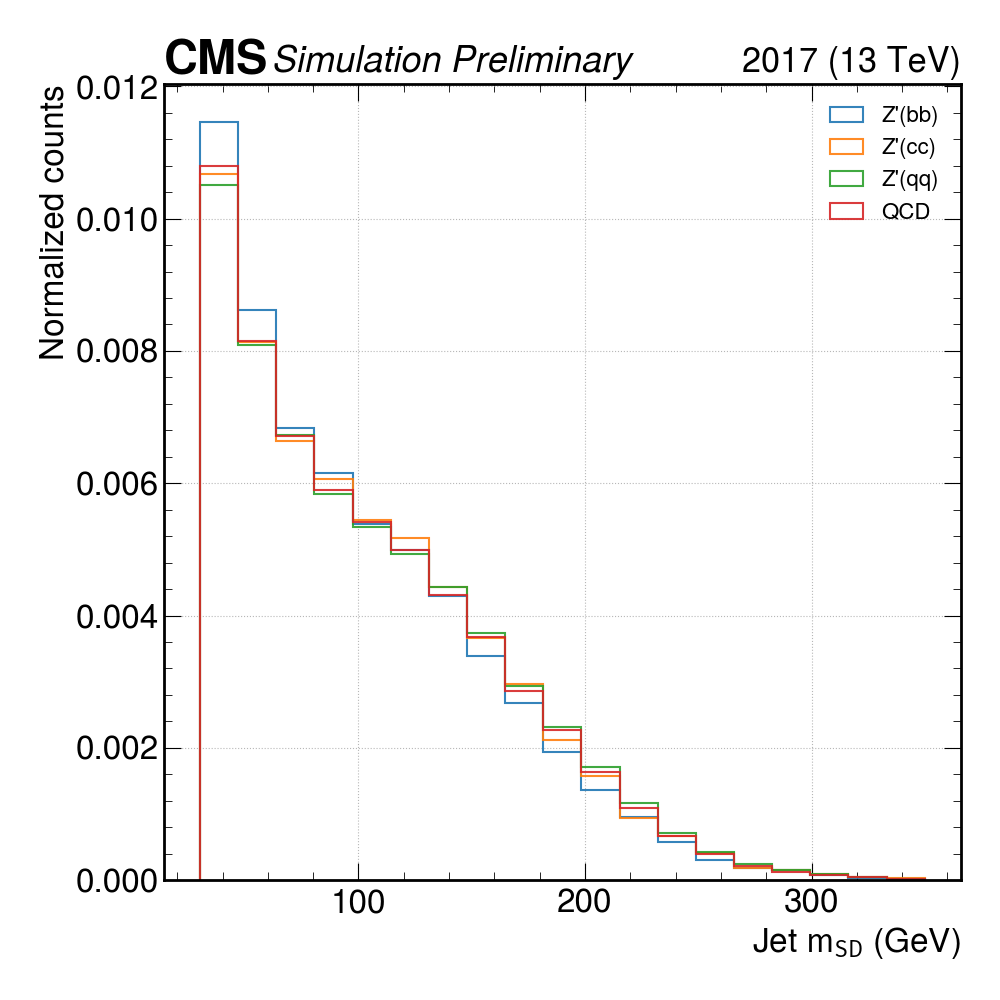 CMS Simulation Preliminary 2017 (13 TeV)
Normalized counts
0.012
0.010
0.008
0.006
0.004
0.002
0.000
Z'(bb)
Z'(cc)
Z'(qq)
QCD
100 200 300
Jet m_SD (GeV)